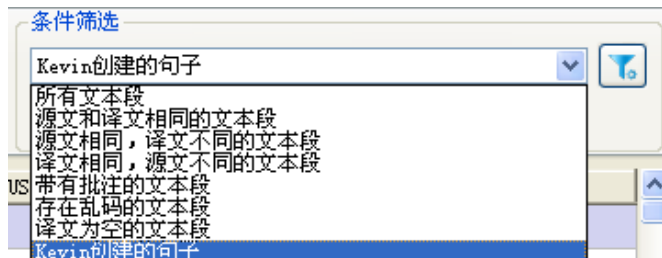 条件筛选
Kevin创建的句子
所有文本段
源文和译文相同的文本段
源文相同，译文不同的文本段
译文相同，源文不同的文本段
US
带有批注的文本段
存在乱码的文本段
译文为空的文本段
Kevin创建的句子